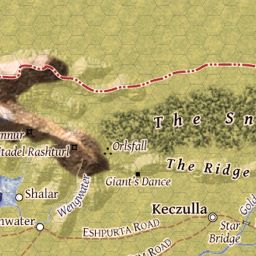 The Sn
nnur
Orlsfall
itadel Rashturl
The Ridge
Giant's Dance
Shalar
Wengwater
Keczulla
Gold
nwater
Eshpurta Road
Star
Bridge
m Road